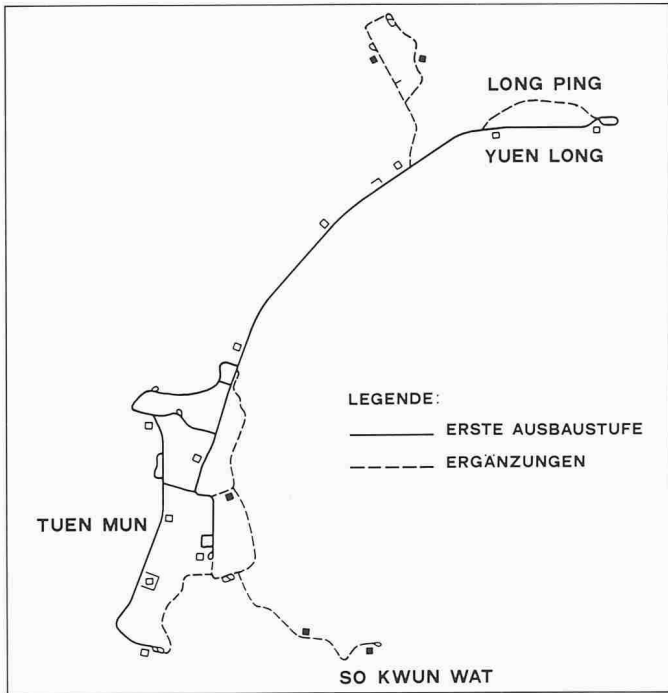 LONG PING
YUEN LONG
LEGENDE:
ERSTE AUSBAUSTUFE
ERGÄNZUNGEN
TUEN MUN
SO KWUN WAT